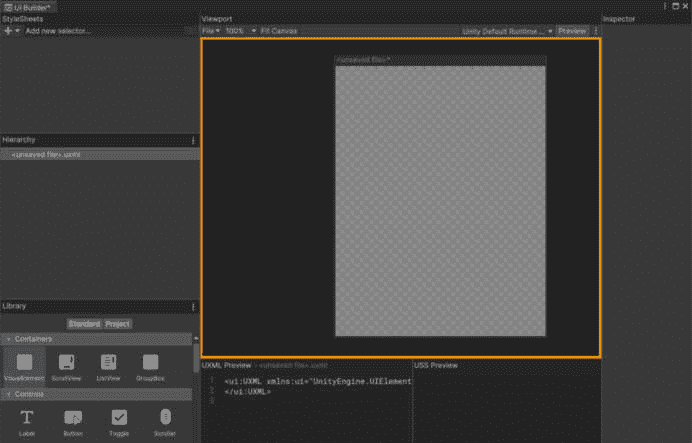 UI Builder*
StyleSheets
Add new selector...
Hierarchy
<unsaved file>.uxml
Library
Standard Project
Containers
VisualElement ScrollView ListView GroupBox
Controls
Label Button Toggle Scroller
Viewport
File 100% Fit Canvas Unity Default Runtime ... Preview
<unsaved file>*
UXML Preview - <unsaved file>.uxml
1 <ui:UXML xmlns:ui="UnityEngine.UIElement
2 </ui:UXML>
3
USS Preview
Inspector